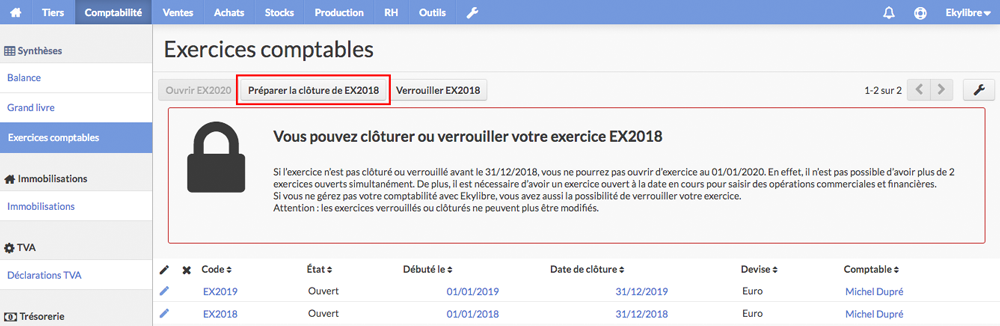 Tiers Comptabilité Ventes Achats Stocks Production RH Outils Ekylibre
Synthèses
Balance
Grand livre
Exercices comptables
Immobilisations
Immobilisations
TVA
Déclarations TVA
Trésorerie
Exercices comptables
Ouvrir EX2020 Préparer la clôture de EX2018 Verrouiller EX2018 1-2 sur 2
Vous pouvez clôturer ou verrouiller votre exercice EX2018
Si l'exercice n'est pas clôturé ou verrouillé avant le 31/12/2018, vous ne pourrez pas ouvrir d'exercice au 01/01/2020. En effet, il n'est pas possible d'avoir plus de 2
exercices ouverts simultanément. De plus, il est nécessaire d'avoir un exercice ouvert à la date en cours pour saisir des opérations commerciales et financières.
Si vous ne gérez pas votre comptabilité avec Ekylibre, vous avez aussi la possibilité de verrouiller votre exercice.
Attention : les exercices verrouillés ou clôturés ne peuvent plus être modifiés.
Code État Débuté le Date de clôture Devise Comptable
EX2019 Ouvert 01/01/2019 31/12/2019 Euro Michel Dupré
EX2018 Ouvert 01/01/2018 31/12/2018 Euro Michel Dupré